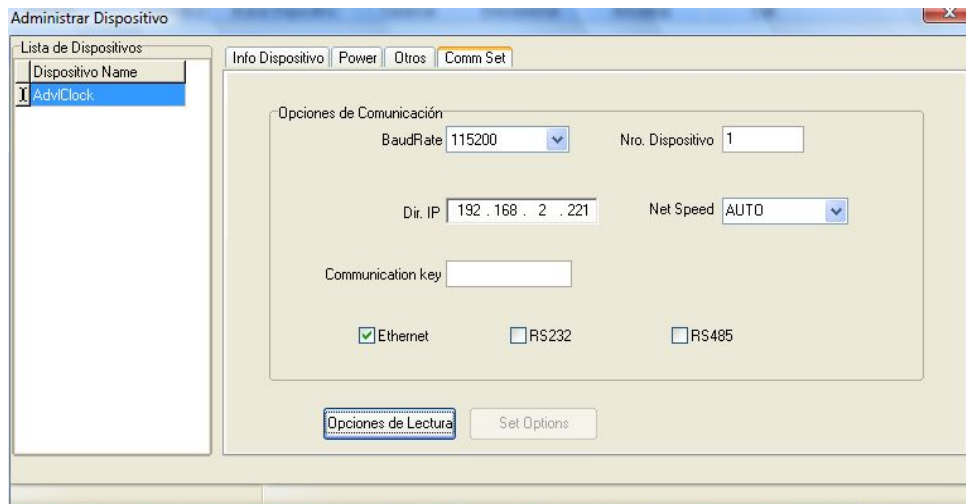 Administrar Dispositivo
Lista de Dispositivos
Dispositivo Name
AdvlClock
Info Dispositivo
Power
Otros
Comm Set
Opciones de Comunicación
BaudRate 115200
Nro. Dispositivo 1
Dir. IP 192 . 168 . 2 . 221
Net Speed AUTO
Communication key
Ethernet
RS232
RS485
Opciones de Lectura
Set Options